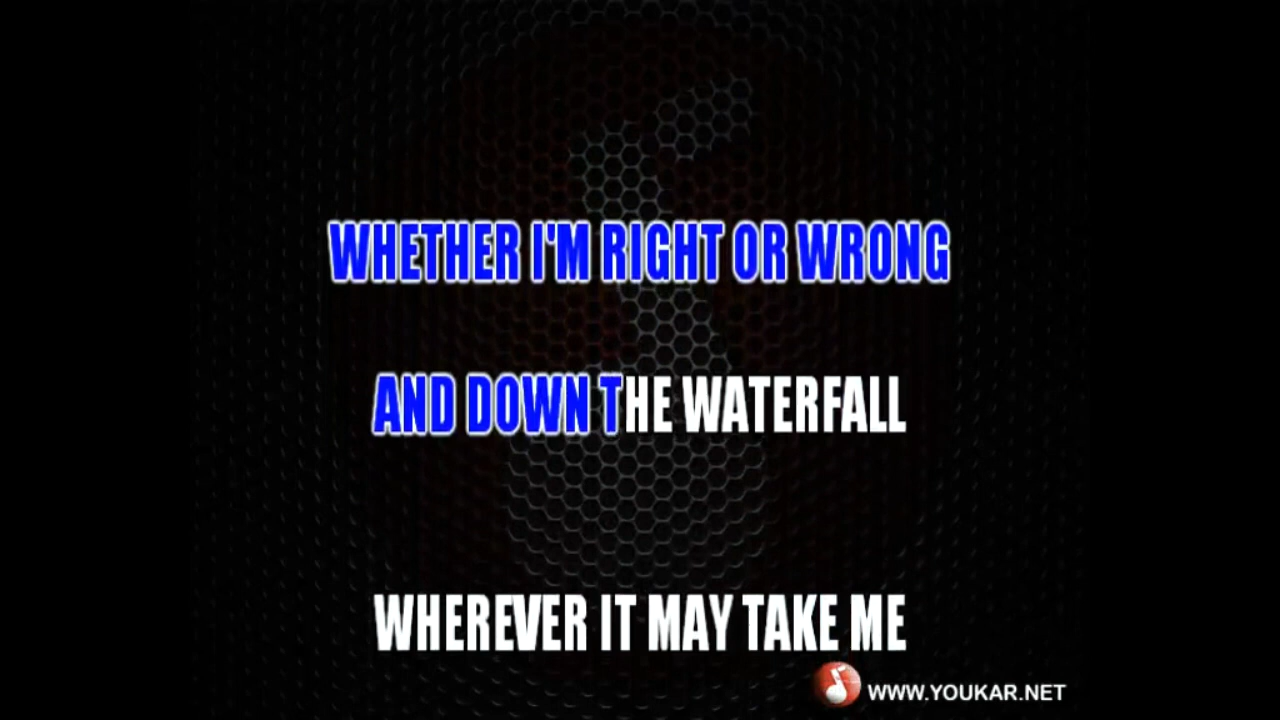 WHETHER I'M RIGHT OR WRONG
AND DOWN THE WATERFALL
WHEREVER IT MAY TAKE ME
WWW.YOUKAR.NET